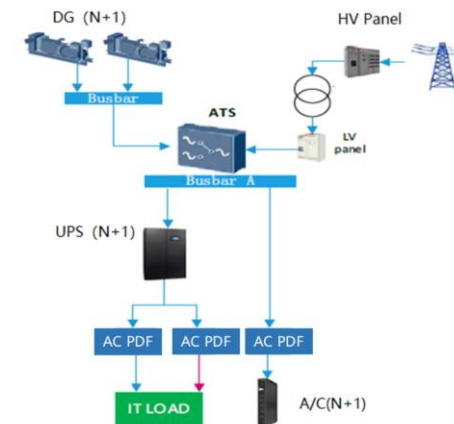 DG (N+1)
HV Panel
Busbar
ATS
LV
panel
Busbar A
UPS (N+1)
AC PDF
AC PDF
AC PDF
IT LOAD
A/C(N+1)